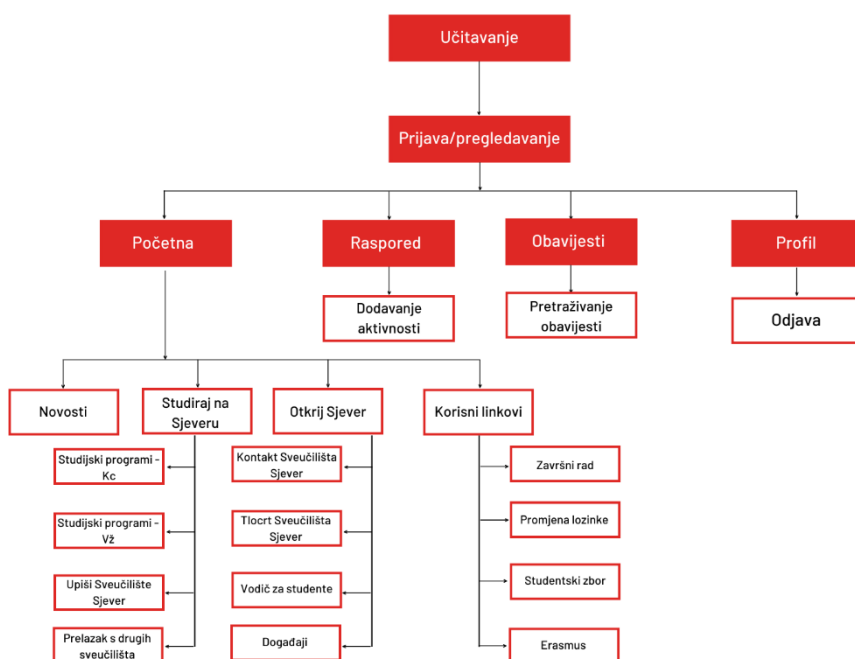 Učitavanje
Prijava/pregledavanje
Početna
Raspored
Obavijesti
Profil
Dodavanje
aktivnosti
Pretraživanje
obavijesti
Odjava
Novosti
Studiraj na
Sjeveru
Otkrij Sjever
Korisni linkovi
Studijski programi -
Kc
Kontakt Sveučilišta
Sjever
Završni rad
Studijski programi -
Vž
Tlocrt Sveučilišta
Sjever
Promjena lozinke
Upiši Sveučilište
Sjever
Vodič za studente
Studentski zbor
Prelazak s drugih
sveučilišta
Događaji
Erasmus